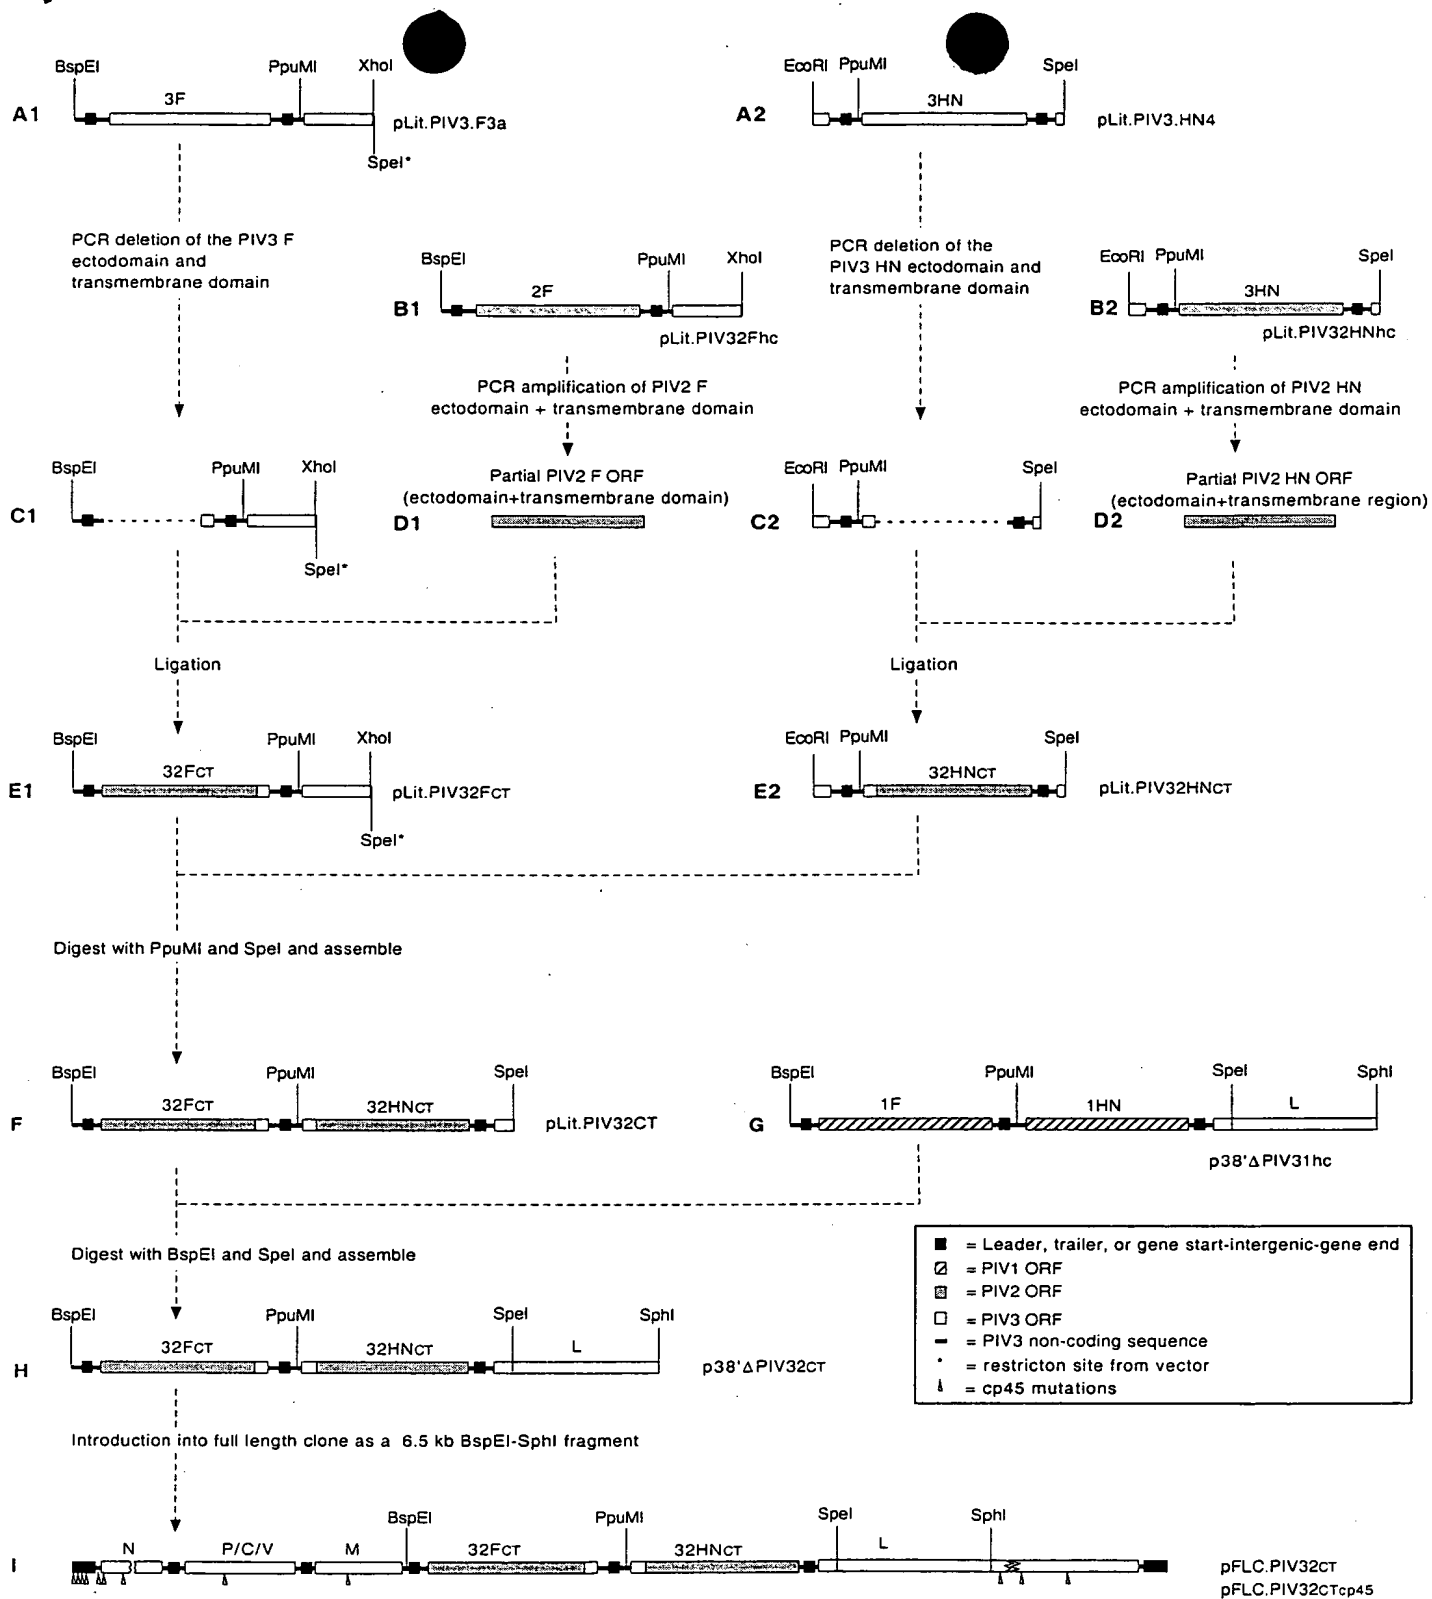 BspEI PpuMI XhoI
EcoRI PpuMI SpeI
A1 3F pLit.PIV3.F3a
SpeI*
A2 3HN pLit.PIV3.HN4
PCR deletion of the PIV3 F
ectodomain and
transmembrane domain
BspEI PpuMI XhoI
B1 2F
pLit.PIV32Fhc
PCR deletion of the
PIV3 HN ectodomain and
transmembrane domain
EcoRI PpuMI SpeI
B2 3HN
pLit.PIV32HNhc
PCR amplification of PIV2 F
ectodomain + transmembrane domain
PCR amplification of PIV2 HN
ectodomain + transmembrane domain
BspEI PpuMI XhoI
C1
SpeI*
Partial PIV2 F ORF
(ectodomain+transmembrane domain)
D1
EcoRI PpuMI SpeI
C2
Partial PIV2 HN ORF
(ectodomain+transmembrane region)
D2
Ligation
Ligation
BspEI PpuMI XhoI
E1 32FCT pLit.PIV32FCT
SpeI*
EcoRI PpuMI SpeI
E2 32HNCT pLit.PIV32HNCT
Digest with PpuMI and SpeI and assemble
BspEI PpuMI SpeI
F 32FCT 32HNCT pLit.PIV32CT
BspEI PpuMI SpeI SphI
G 1F 1HN L
p38'ΔPIV31hc
Digest with BspEI and SpeI and assemble
= Leader, trailer, or gene start-intergenic-gene end
= PIV1 ORF
= PIV2 ORF
= PIV3 ORF
= PIV3 non-coding sequence
* = restricton site from vector
= cp45 mutations
BspEI PpuMI SpeI SphI
H 32FCT 32HNCT L p38'ΔPIV32CT
Introduction into full length clone as a 6.5 kb BspEI-SphI fragment
BspEI PpuMI SpeI SphI
I N P/C/V M 32FCT 32HNCT L
pFLC.PIV32CT
pFLC.PIV32CTcp45